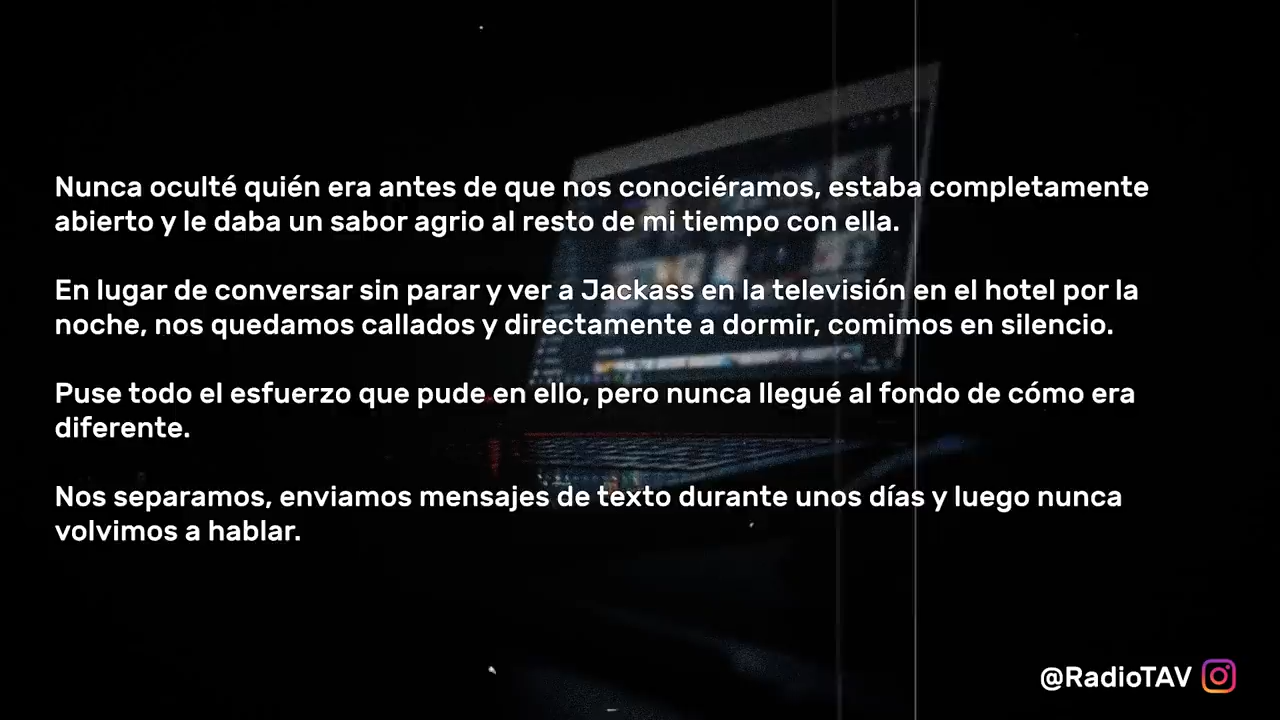 Nunca oculté quién era antes de que nos conociéramos, estaba completamente
abierto y le daba un sabor agrio al resto de mi tiempo con ella.
En lugar de conversar sin parar y ver a Jackass en la televisión en el hotel por la
noche, nos quedamos callados y directamente a dormir, comimos en silencio.
Puse todo el esfuerzo que pude en ello, pero nunca llegué al fondo de cómo era
diferente.
Nos separamos, enviamos mensajes de texto durante unos días y luego nunca
volvimos a hablar.
@RadioTAV